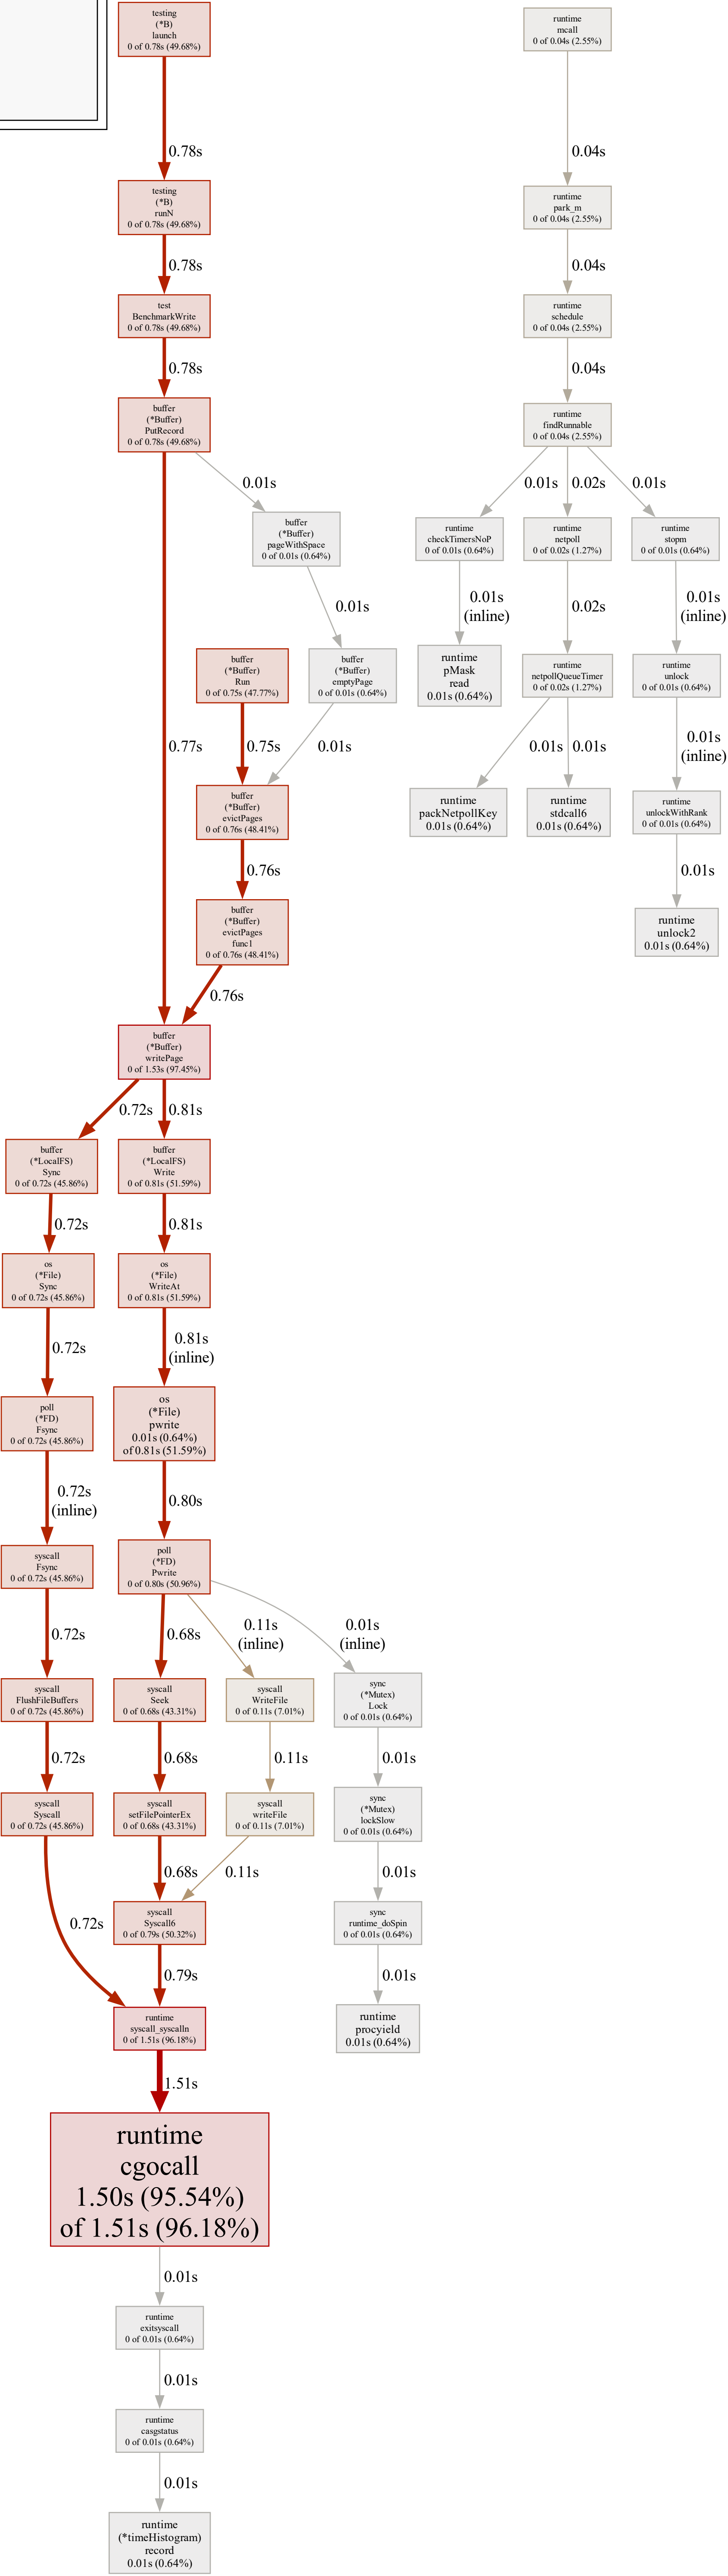 testing
(*B)
launch
0 of 0.78s (49.68%)
0.78s
testing
(*B)
runN
0 of 0.78s (49.68%)
0.78s
test
BenchmarkWrite
0 of 0.78s (49.68%)
0.78s
buffer
(*Buffer)
PutRecord
0 of 0.78s (49.68%)
0.01s
buffer
(*Buffer)
pageWithSpace
0 of 0.01s (0.64%)
0.01s
buffer
(*Buffer)
Run
0 of 0.75s (47.77%)
buffer
(*Buffer)
emptyPage
0 of 0.01s (0.64%)
0.77s
0.75s
0.01s
buffer
(*Buffer)
evictPages
0 of 0.76s (48.41%)
0.76s
buffer
(*Buffer)
evictPages
func1
0 of 0.76s (48.41%)
0.76s
buffer
(*Buffer)
writePage
0 of 1.53s (97.45%)
0.72s
0.81s
buffer
(*LocalFS)
Sync
0 of 0.72s (45.86%)
buffer
(*LocalFS)
Write
0 of 0.81s (51.59%)
0.72s
0.81s
os
(*File)
Sync
0 of 0.72s (45.86%)
os
(*File)
WriteAt
0 of 0.81s (51.59%)
0.72s
0.81s
(inline)
poll
(*FD)
Fsync
0 of 0.72s (45.86%)
os
(*File)
pwrite
0.01s (0.64%)
of 0.81s (51.59%)
0.72s
(inline)
0.80s
syscall
Fsync
0 of 0.72s (45.86%)
poll
(*FD)
Pwrite
0 of 0.80s (50.96%)
0.72s
0.68s
0.11s
(inline)
0.01s
(inline)
syscall
FlushFileBuffers
0 of 0.72s (45.86%)
syscall
Seek
0 of 0.68s (43.31%)
syscall
WriteFile
0 of 0.11s (7.01%)
sync
(*Mutex)
Lock
0 of 0.01s (0.64%)
0.72s
0.68s
0.11s
0.01s
syscall
Syscall
0 of 0.72s (45.86%)
syscall
setFilePointerEx
0 of 0.68s (43.31%)
syscall
writeFile
0 of 0.11s (7.01%)
sync
(*Mutex)
lockSlow
0 of 0.01s (0.64%)
0.72s
0.68s
0.11s
0.01s
syscall
Syscall6
0 of 0.79s (50.32%)
sync
runtime_doSpin
0 of 0.01s (0.64%)
0.79s
0.01s
runtime
syscall_syscalln
0 of 1.51s (96.18%)
runtime
procyield
0.01s (0.64%)
1.51s
runtime
cgocall
1.50s (95.54%)
of 1.51s (96.18%)
0.01s
runtime
exitsyscall
0 of 0.01s (0.64%)
0.01s
runtime
casgstatus
0 of 0.01s (0.64%)
0.01s
runtime
(*timeHistogram)
record
0.01s (0.64%)
runtime
mcall
0 of 0.04s (2.55%)
0.04s
runtime
park_m
0 of 0.04s (2.55%)
0.04s
runtime
schedule
0 of 0.04s (2.55%)
0.04s
runtime
findRunnable
0 of 0.04s (2.55%)
0.01s
0.02s
0.01s
runtime
checkTimersNoP
0 of 0.01s (0.64%)
runtime
netpoll
0 of 0.02s (1.27%)
runtime
stopm
0 of 0.01s (0.64%)
0.01s
(inline)
0.02s
0.01s
(inline)
runtime
pMask
read
0.01s (0.64%)
runtime
netpollQueueTimer
0 of 0.02s (1.27%)
runtime
unlock
0 of 0.01s (0.64%)
0.01s
0.01s
0.01s
(inline)
runtime
packNetpollKey
0.01s (0.64%)
runtime
stdcall6
0.01s (0.64%)
runtime
unlockWithRank
0 of 0.01s (0.64%)
0.01s
runtime
unlock2
0.01s (0.64%)